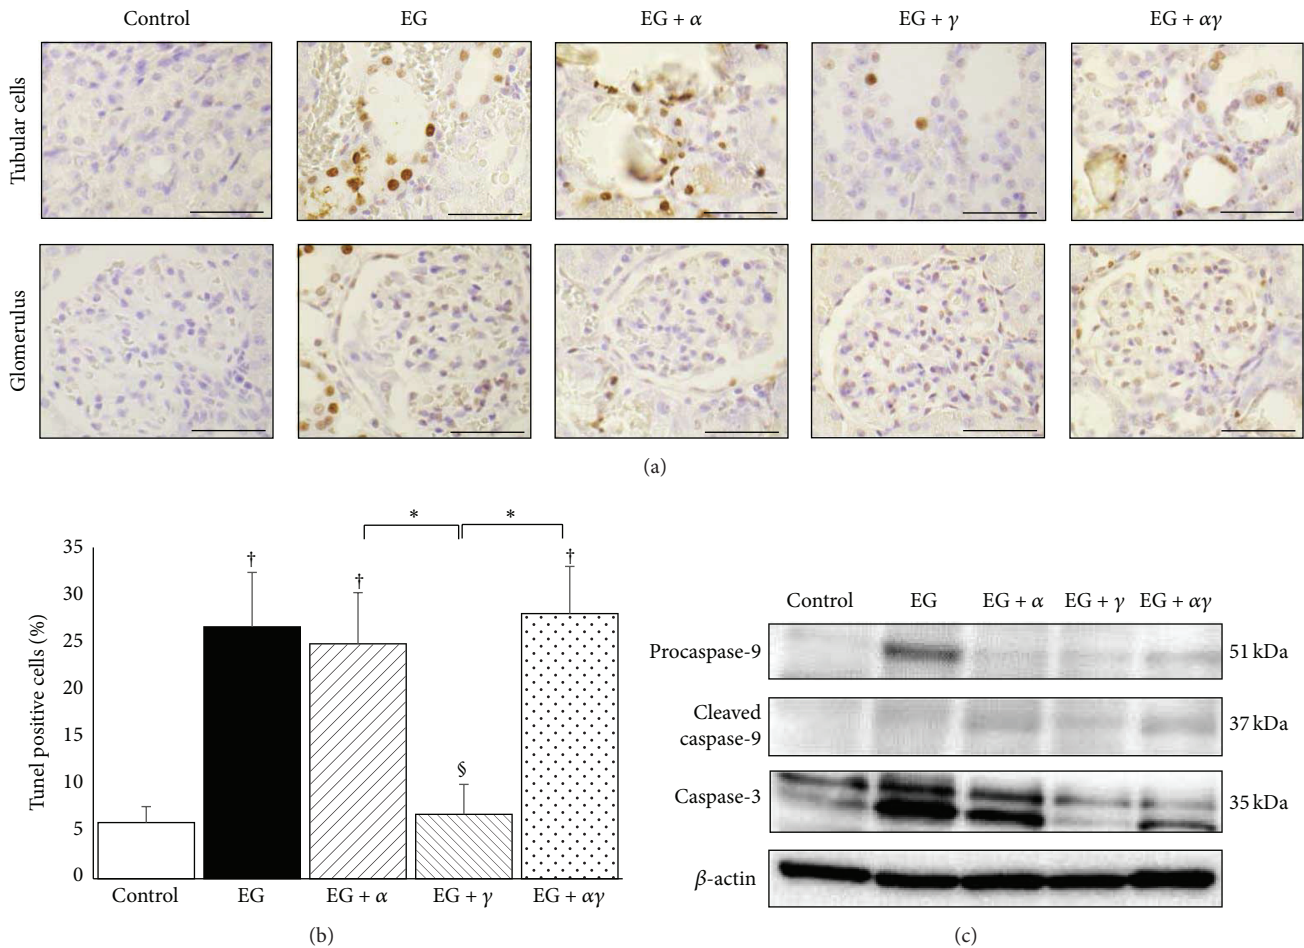 Control EG EG + α EG + γ EG + αγ
Tubular cells
Glomerulus
(a)
* *
35
30
25
20
15
10
5
0
Tunel positive cells (%)
† † § †
Control EG EG + α EG + γ EG + αγ
(b)
Control EG EG + α EG + γ EG + αγ
Procaspase-9 51 kDa
Cleaved
caspase-9 37 kDa
Caspase-3 35 kDa
β-actin
(c)